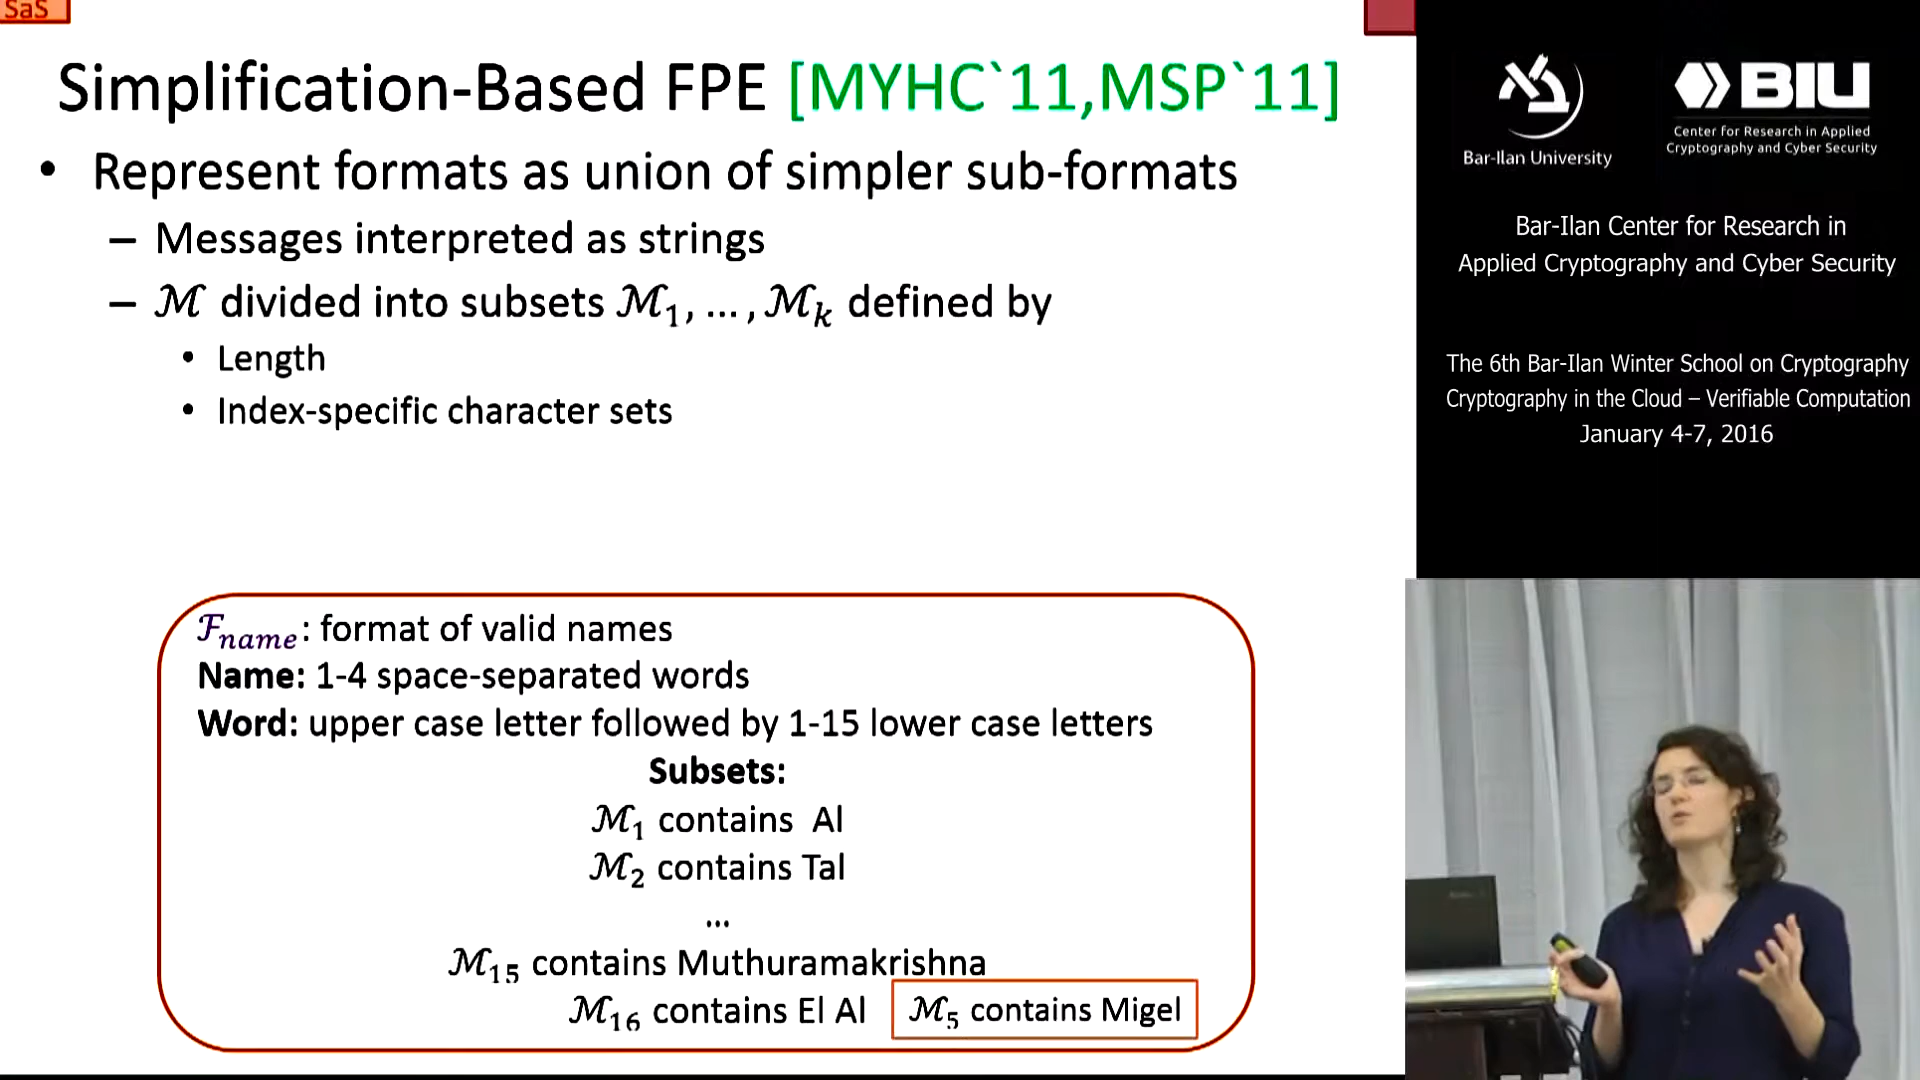 SaS
Simplification-Based FPE [MYHC`11,MSP`11]
• Represent formats as union of simpler sub-formats
– Messages interpreted as strings
– ℳ divided into subsets ℳ₁, … , ℳₖ defined by
• Length
• Index-specific character sets
ℱₙₐₘₑ: format of valid names
Name: 1-4 space-separated words
Word: upper case letter followed by 1-15 lower case letters
Subsets:
ℳ₁ contains Al
ℳ₂ contains Tal
...
ℳ₁₅ contains Muthuramakrishna
ℳ₁₆ contains El Al
ℳ₅ contains Migel
Bar-Ilan University
BIU
Center for Research in Applied
Cryptography and Cyber Security
Bar-Ilan Center for Research in
Applied Cryptography and Cyber Security
The 6th Bar-Ilan Winter School on Cryptography
Cryptography in the Cloud – Verifiable Computation
January 4-7, 2016